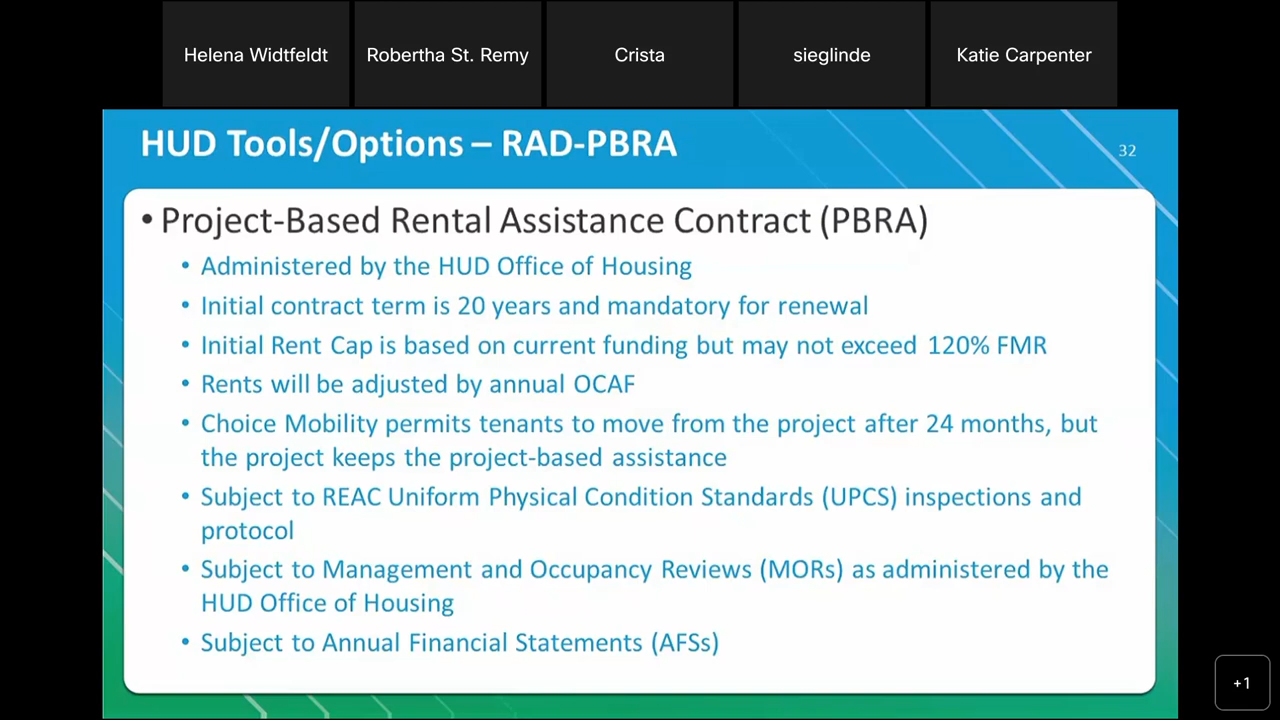 Helena Widtfeldt
Robertha St. Remy
Crista
sieglinde
Katie Carpenter
HUD Tools/Options – RAD-PBRA
32
• Project-Based Rental Assistance Contract (PBRA)
• Administered by the HUD Office of Housing
• Initial contract term is 20 years and mandatory for renewal
• Initial Rent Cap is based on current funding but may not exceed 120% FMR
• Rents will be adjusted by annual OCAF
• Choice Mobility permits tenants to move from the project after 24 months, but
the project keeps the project-based assistance
• Subject to REAC Uniform Physical Condition Standards (UPCS) inspections and
protocol
• Subject to Management and Occupancy Reviews (MORs) as administered by the
HUD Office of Housing
• Subject to Annual Financial Statements (AFSs)
+1